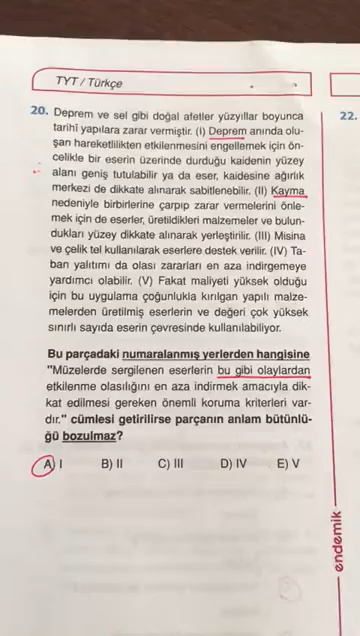 TYT / Türkçe
20. Deprem ve sel gibi doğal afetler yüzyıllar boyunca
tarihî yapılara zarar vermiştir. (I) Deprem anında olu-
şan hareketlilikten etkilenmesini engellemek için ön-
celikle bir eserin üzerinde durduğu kaidenin yüzey
alanı geniş tutulabilir ya da eser, kaidesine ağırlık
merkezi de dikkate alınarak sabitlenebilir. (II) Kayma
nedeniyle birbirlerine çarpıp zarar vermelerini önle-
mek için de eserler, üretildikleri malzemeler ve bulun-
dukları yüzey dikkate alınarak yerleştirilir. (III) Misina
ve çelik tel kullanılarak eserlere destek verilir. (IV) Ta-
ban yalıtımı da olası zararları en aza indirgemeye
yardımcı olabilir. (V) Fakat maliyeti yüksek olduğu
için bu uygulama çoğunlukla kırılgan yapılı malze-
melerden üretilmiş eserlerin ve değeri çok yüksek
sınırlı sayıda eserin çevresinde kullanılabiliyor.
Bu parçadaki numaralanmış yerlerden hangisine
"Müzelerde sergilenen eserlerin bu gibi olaylardan
etkilenme olasılığını en aza indirmek amacıyla dik-
kat edilmesi gereken önemli koruma kriterleri var-
dır." cümlesi getirilirse parçanın anlam bütünlü-
ğü bozulmaz?
A) I B) II C) III D) IV E) V
22.
endemik